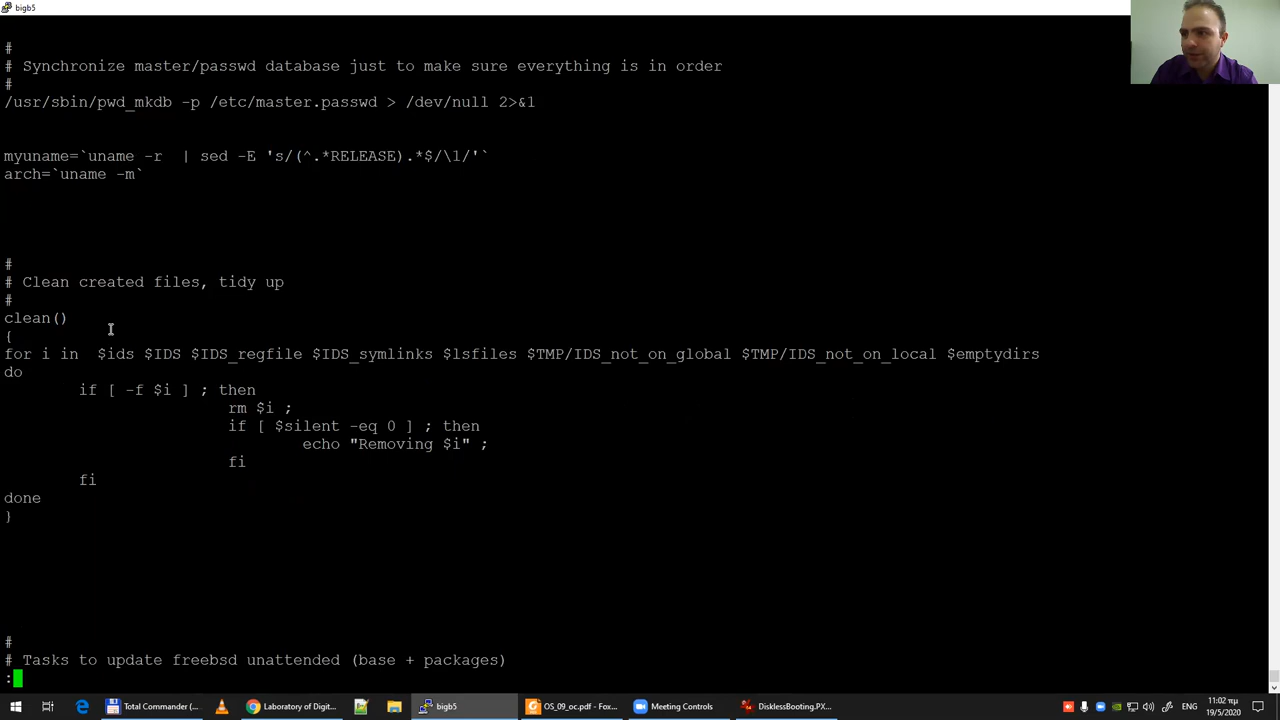 bigb5
#
# Synchronize master/passwd database just to make sure everything is in order
#
/usr/sbin/pwd_mkdb -p /etc/master.passwd > /dev/null 2>&1
myuname=`uname -r  | sed -E 's/(^.*RELEASE).*$/\1/'`
arch=`uname -m`
#
# Clean created files, tidy up
#
clean()
{
for i in  $ids $IDS $IDS_regfile $IDS_symlinks $lsfiles $TMP/IDS_not_on_global $TMP/IDS_not_on_local $emptydirs
do
        if [ -f $i ] ; then
                        rm $i ;
                        if [ $silent -eq 0 ] ; then
                                echo "Removing $i" ;
                        fi
        fi
done
}
#
# Tasks to update freebsd unattended (base + packages)
:
Total Commander (... Laboratory of Digit... bigb5 OS_09_oc.pdf - Fox... Meeting Controls DisklessBooting.PX... ENG 11:02 πμ
19/5/2020